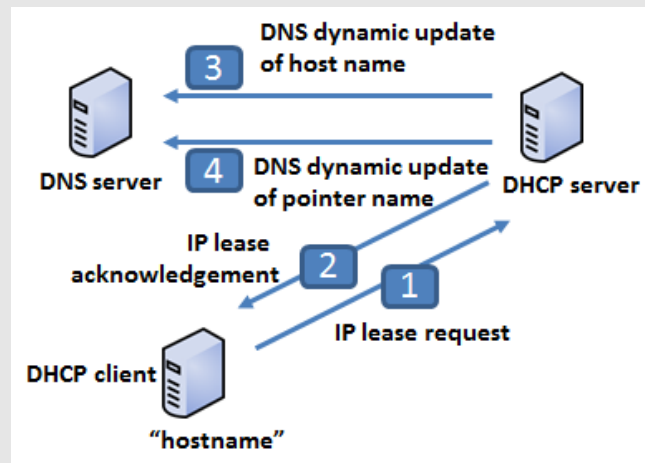 DNS dynamic update
of host name
3
DNS server
4
DNS dynamic update
of pointer name
DHCP server
IP lease
acknowledgement
2
1
IP lease request
DHCP client
“hostname”